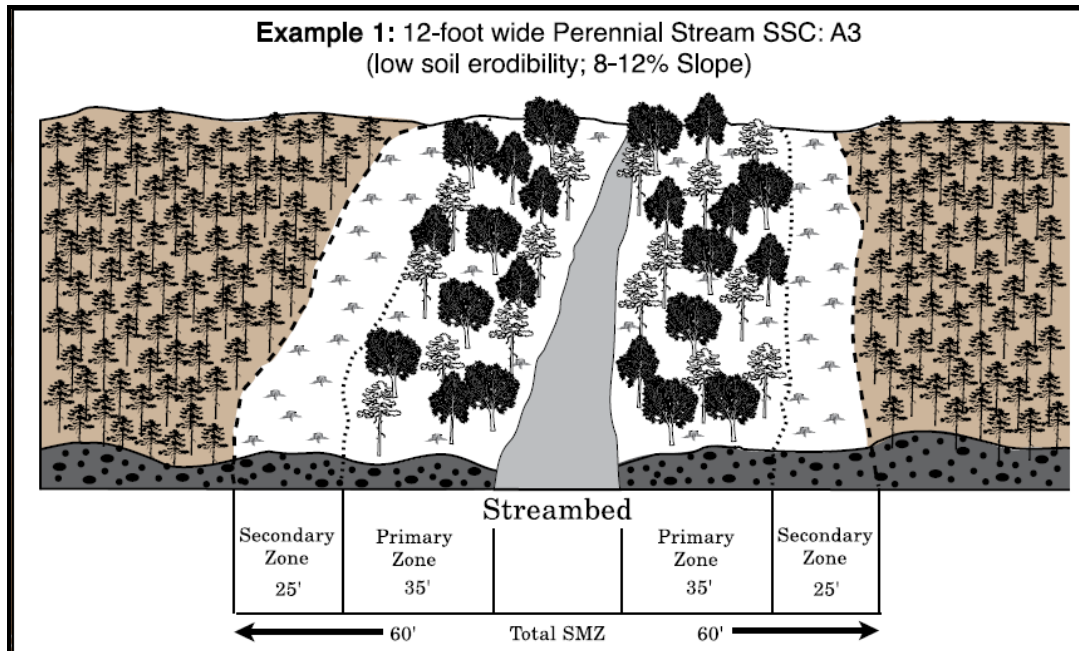 Example 1: 12-foot wide Perennial Stream SSC: A3
(low soil erodibility; 8-12% Slope)
Streambed
Secondary
Zone
25'
Primary
Zone
35'
Primary
Zone
35'
Secondary
Zone
25'
60' Total SMZ 60'